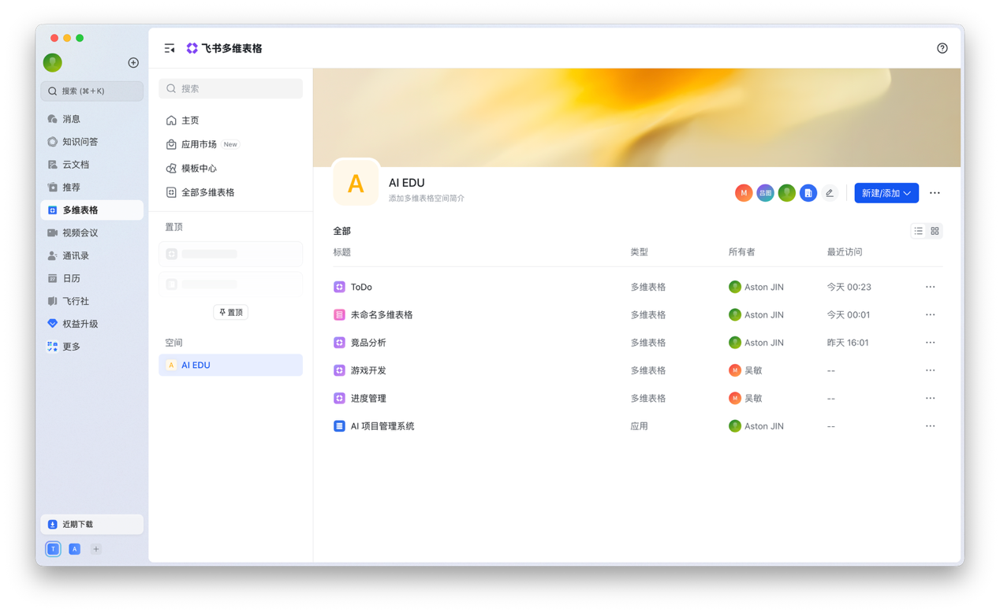 飞书多维表格
搜索 (⌘+K)
消息
知识问答
云文档
推荐
多维表格
视频会议
通讯录
日历
飞行社
权益升级
更多
近期下载
T
A
搜索
主页
应用市场 New
模板中心
全部多维表格
置顶
置顶
空间
A AI EDU
A
AI EDU
添加多维表格空间简介
M 吕图
新建/添加
全部
标题 类型 所有者 最近访问
ToDo 多维表格 Aston JIN 今天 00:23
未命名多维表格 多维表格 Aston JIN 今天 00:01
竞品分析 多维表格 Aston JIN 昨天 16:01
游戏开发 多维表格 M 吴敏 --
进度管理 多维表格 M 吴敏 --
AI 项目管理系统 应用 Aston JIN --